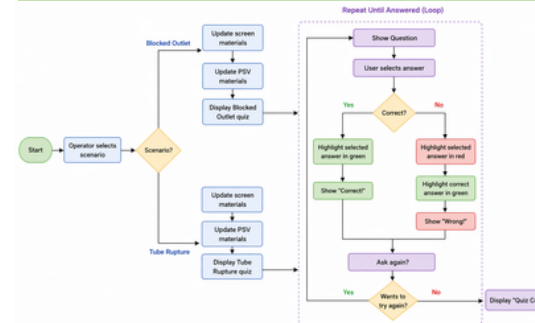 Repeat Until Answered (Loop)
Blocked Outlet
Update screen
materials
Update PSV
materials
Display Blocked
Outlet quiz
Start
Operator selects
scenario
Scenario?
Tube Rupture
Update screen
materials
Update PSV
materials
Display Tube
Rupture quiz
Show Question
User selects answer
Correct?
Yes
No
Highlight selected
answer in green
Show "Correct!"
Highlight selected
answer in red
Highlight correct
answer in green
Show "Wrong!"
Ask again?
Wants to
try again?
Yes
No
Display "Quiz